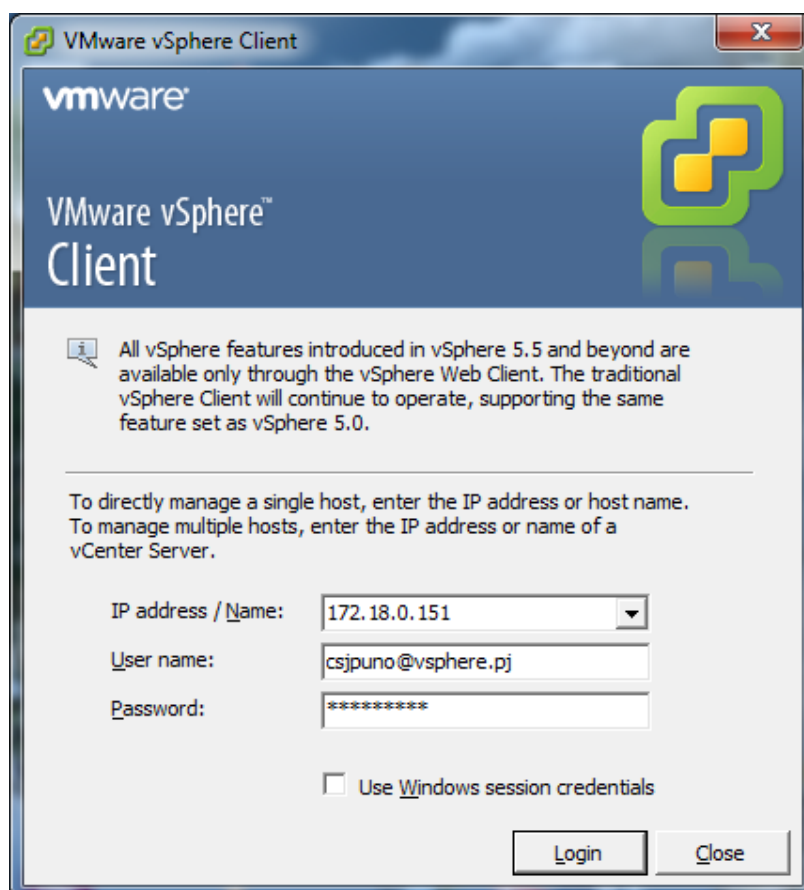 VMware vSphere Client
vmware
VMware vSphere™
Client
All vSphere features introduced in vSphere 5.5 and beyond are
available only through the vSphere Web Client. The traditional
vSphere Client will continue to operate, supporting the same
feature set as vSphere 5.0.
To directly manage a single host, enter the IP address or host name.
To manage multiple hosts, enter the IP address or name of a
vCenter Server.
IP address / Name: 172.18.0.151
User name: csjpuno@vsphere.pj
Password: *********
Use Windows session credentials
Login Close